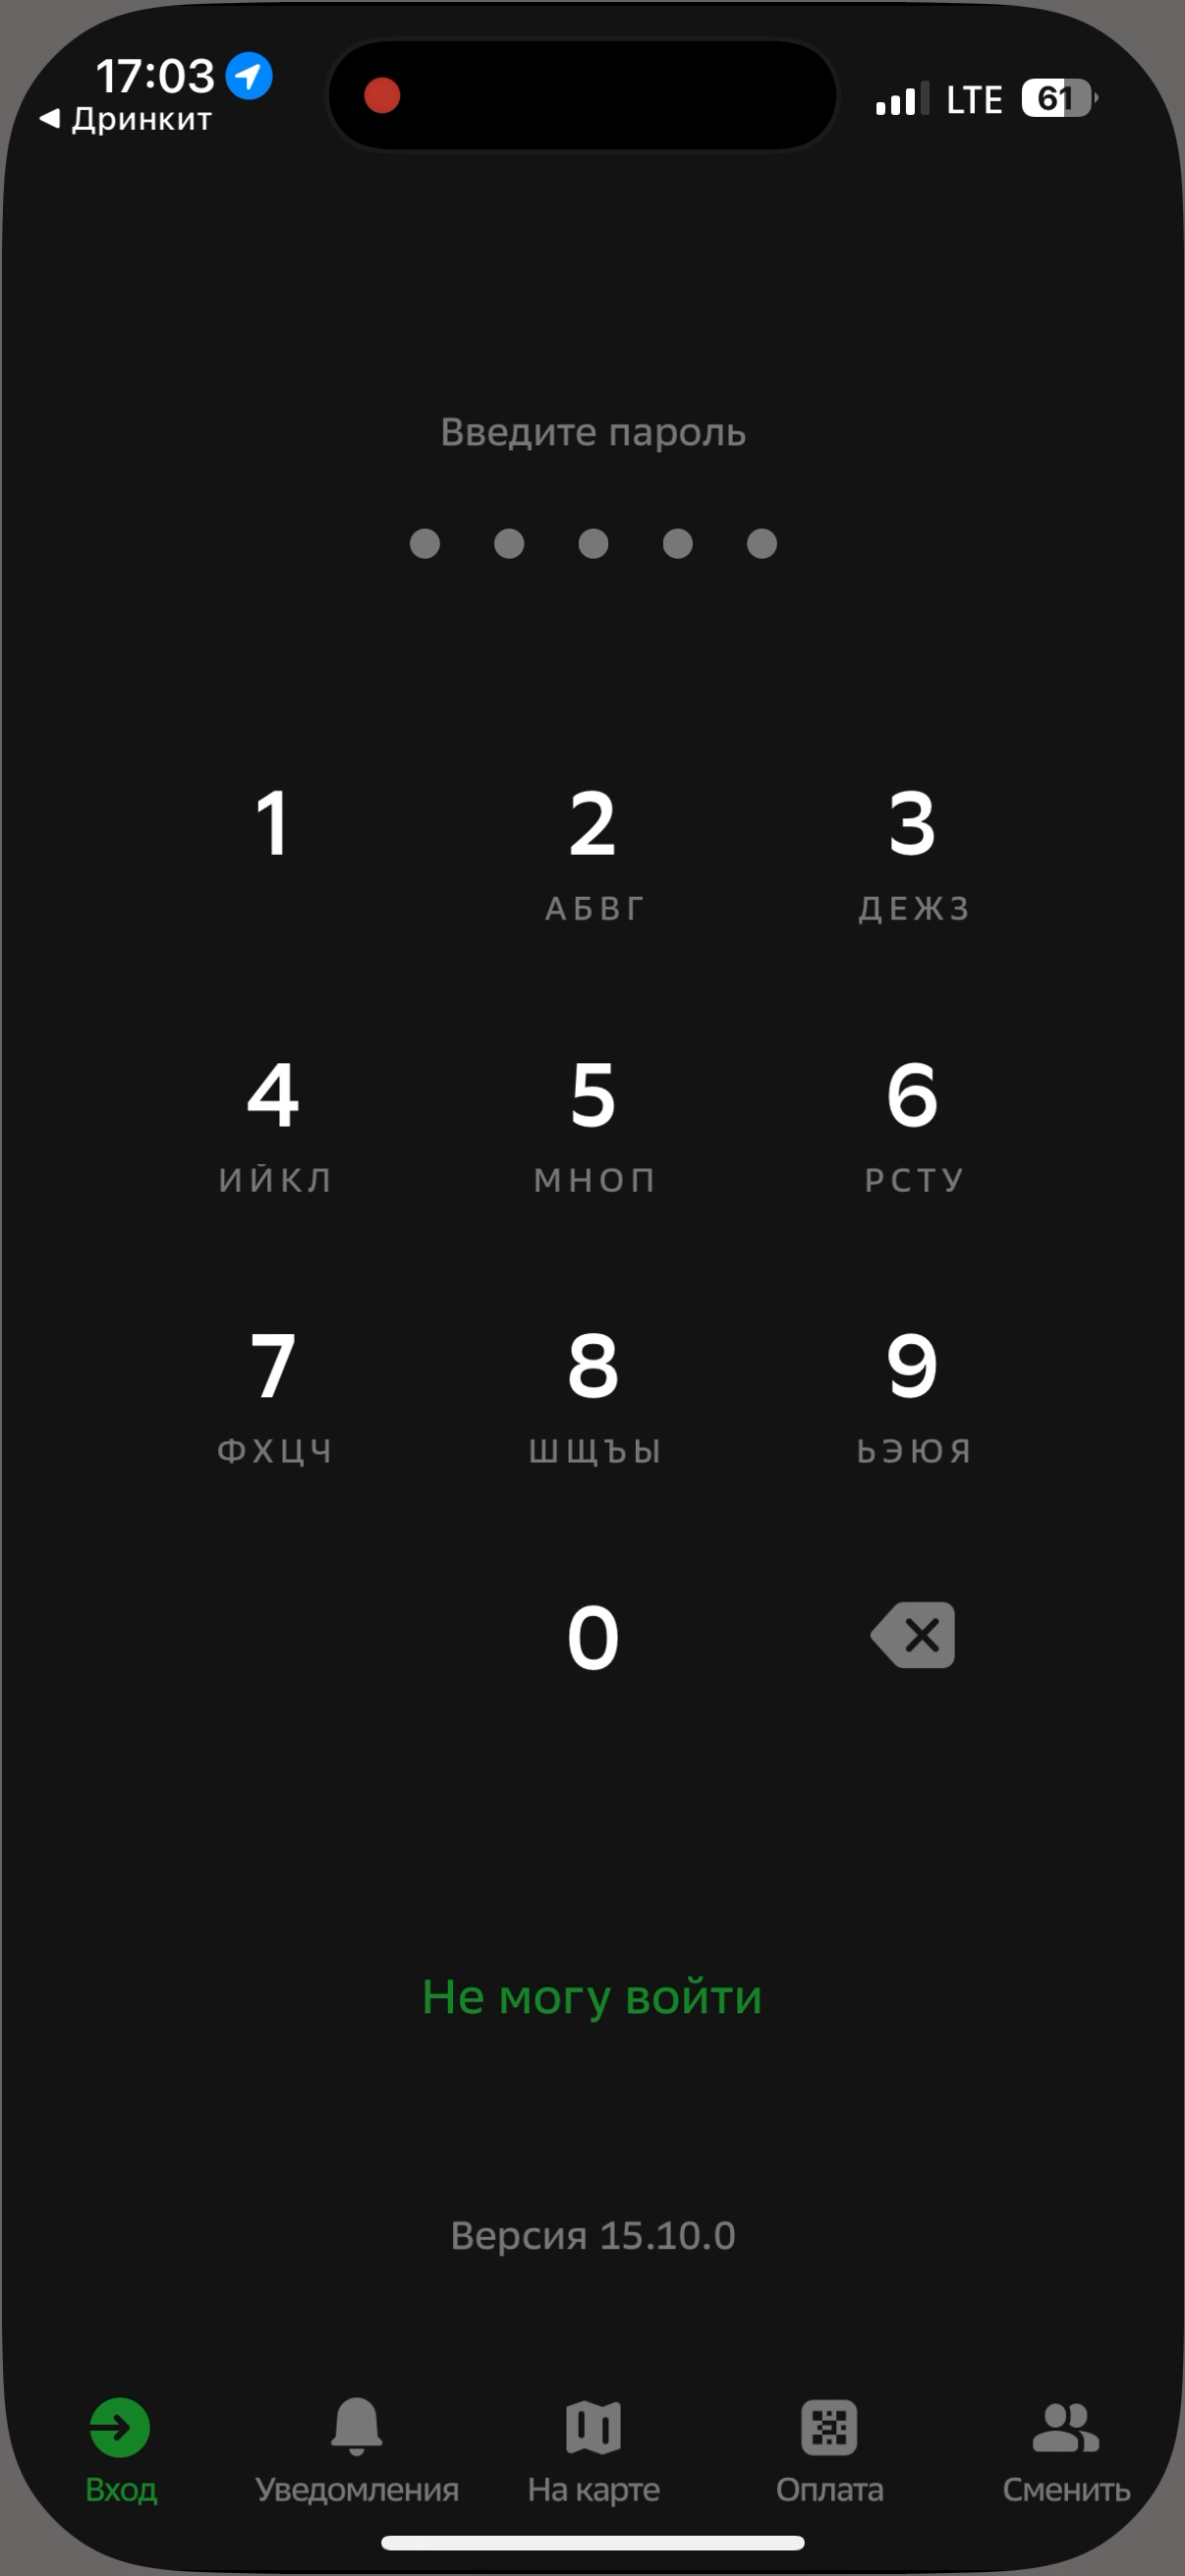 17:03
◀ Дринкит
LTE
61
Введите пароль
1
2
3
АБВГ
ДЕЖЗ
4
5
6
ИЙКЛ
МНОП
РСТУ
7
8
9
ФХЦЧ
ШЩЪЫ
ЬЭЮЯ
0
Не могу войти
Версия 15.10.0
Вход
Уведомления
На карте
Оплата
Сменить